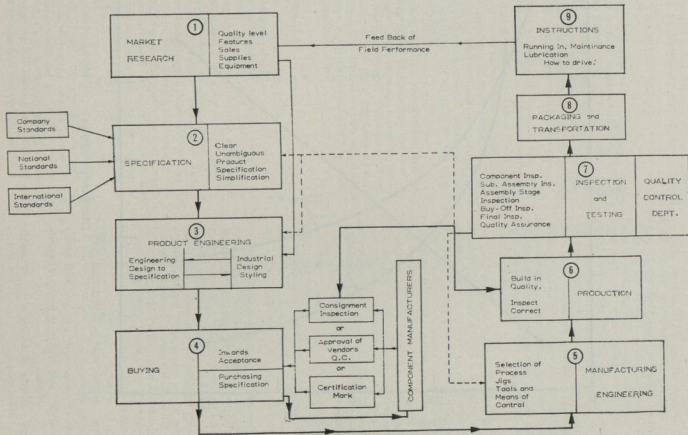 1
MARKET
RESEARCH
Quality level
Features
Sales
Supplies
Equipment
Feed Back of
Field Performance
9
INSTRUCTIONS
Running In, Maintinance
Lubrication
How to drive.
8
PACKAGING and
TRANSPORTATION
Company
Standards
National
Standards
International
Standards
2
SPECIFICATION
Clear
Unambiguous
Product
Specification
Simplification
7
Component Insp.
Sub. Assembly Ins.
Assembly Stage
Inspection
Buy-Off Insp.
Final Insp.
Quality Assurance
INSPECTION
and
TESTING
QUALITY
CONTROL
DEPT.
3
PRODUCT ENGINEERING
Engineering
Design to
Specification
Industrial
Design
Styling
6
Build in
Quality.
Inspect
Correct
PRODUCTION
4
BUYING
Inwards
Acceptance
Purchasing
Specification
Consignment
Inspection
or
Approval of
Vendors
Q.C.
or
Certification
Mark
COMPONENT MANUFACTURERS
5
Selection of
Process
Jigs
Tools and
Means of
Control
MANUFACTURING
ENGINEERING